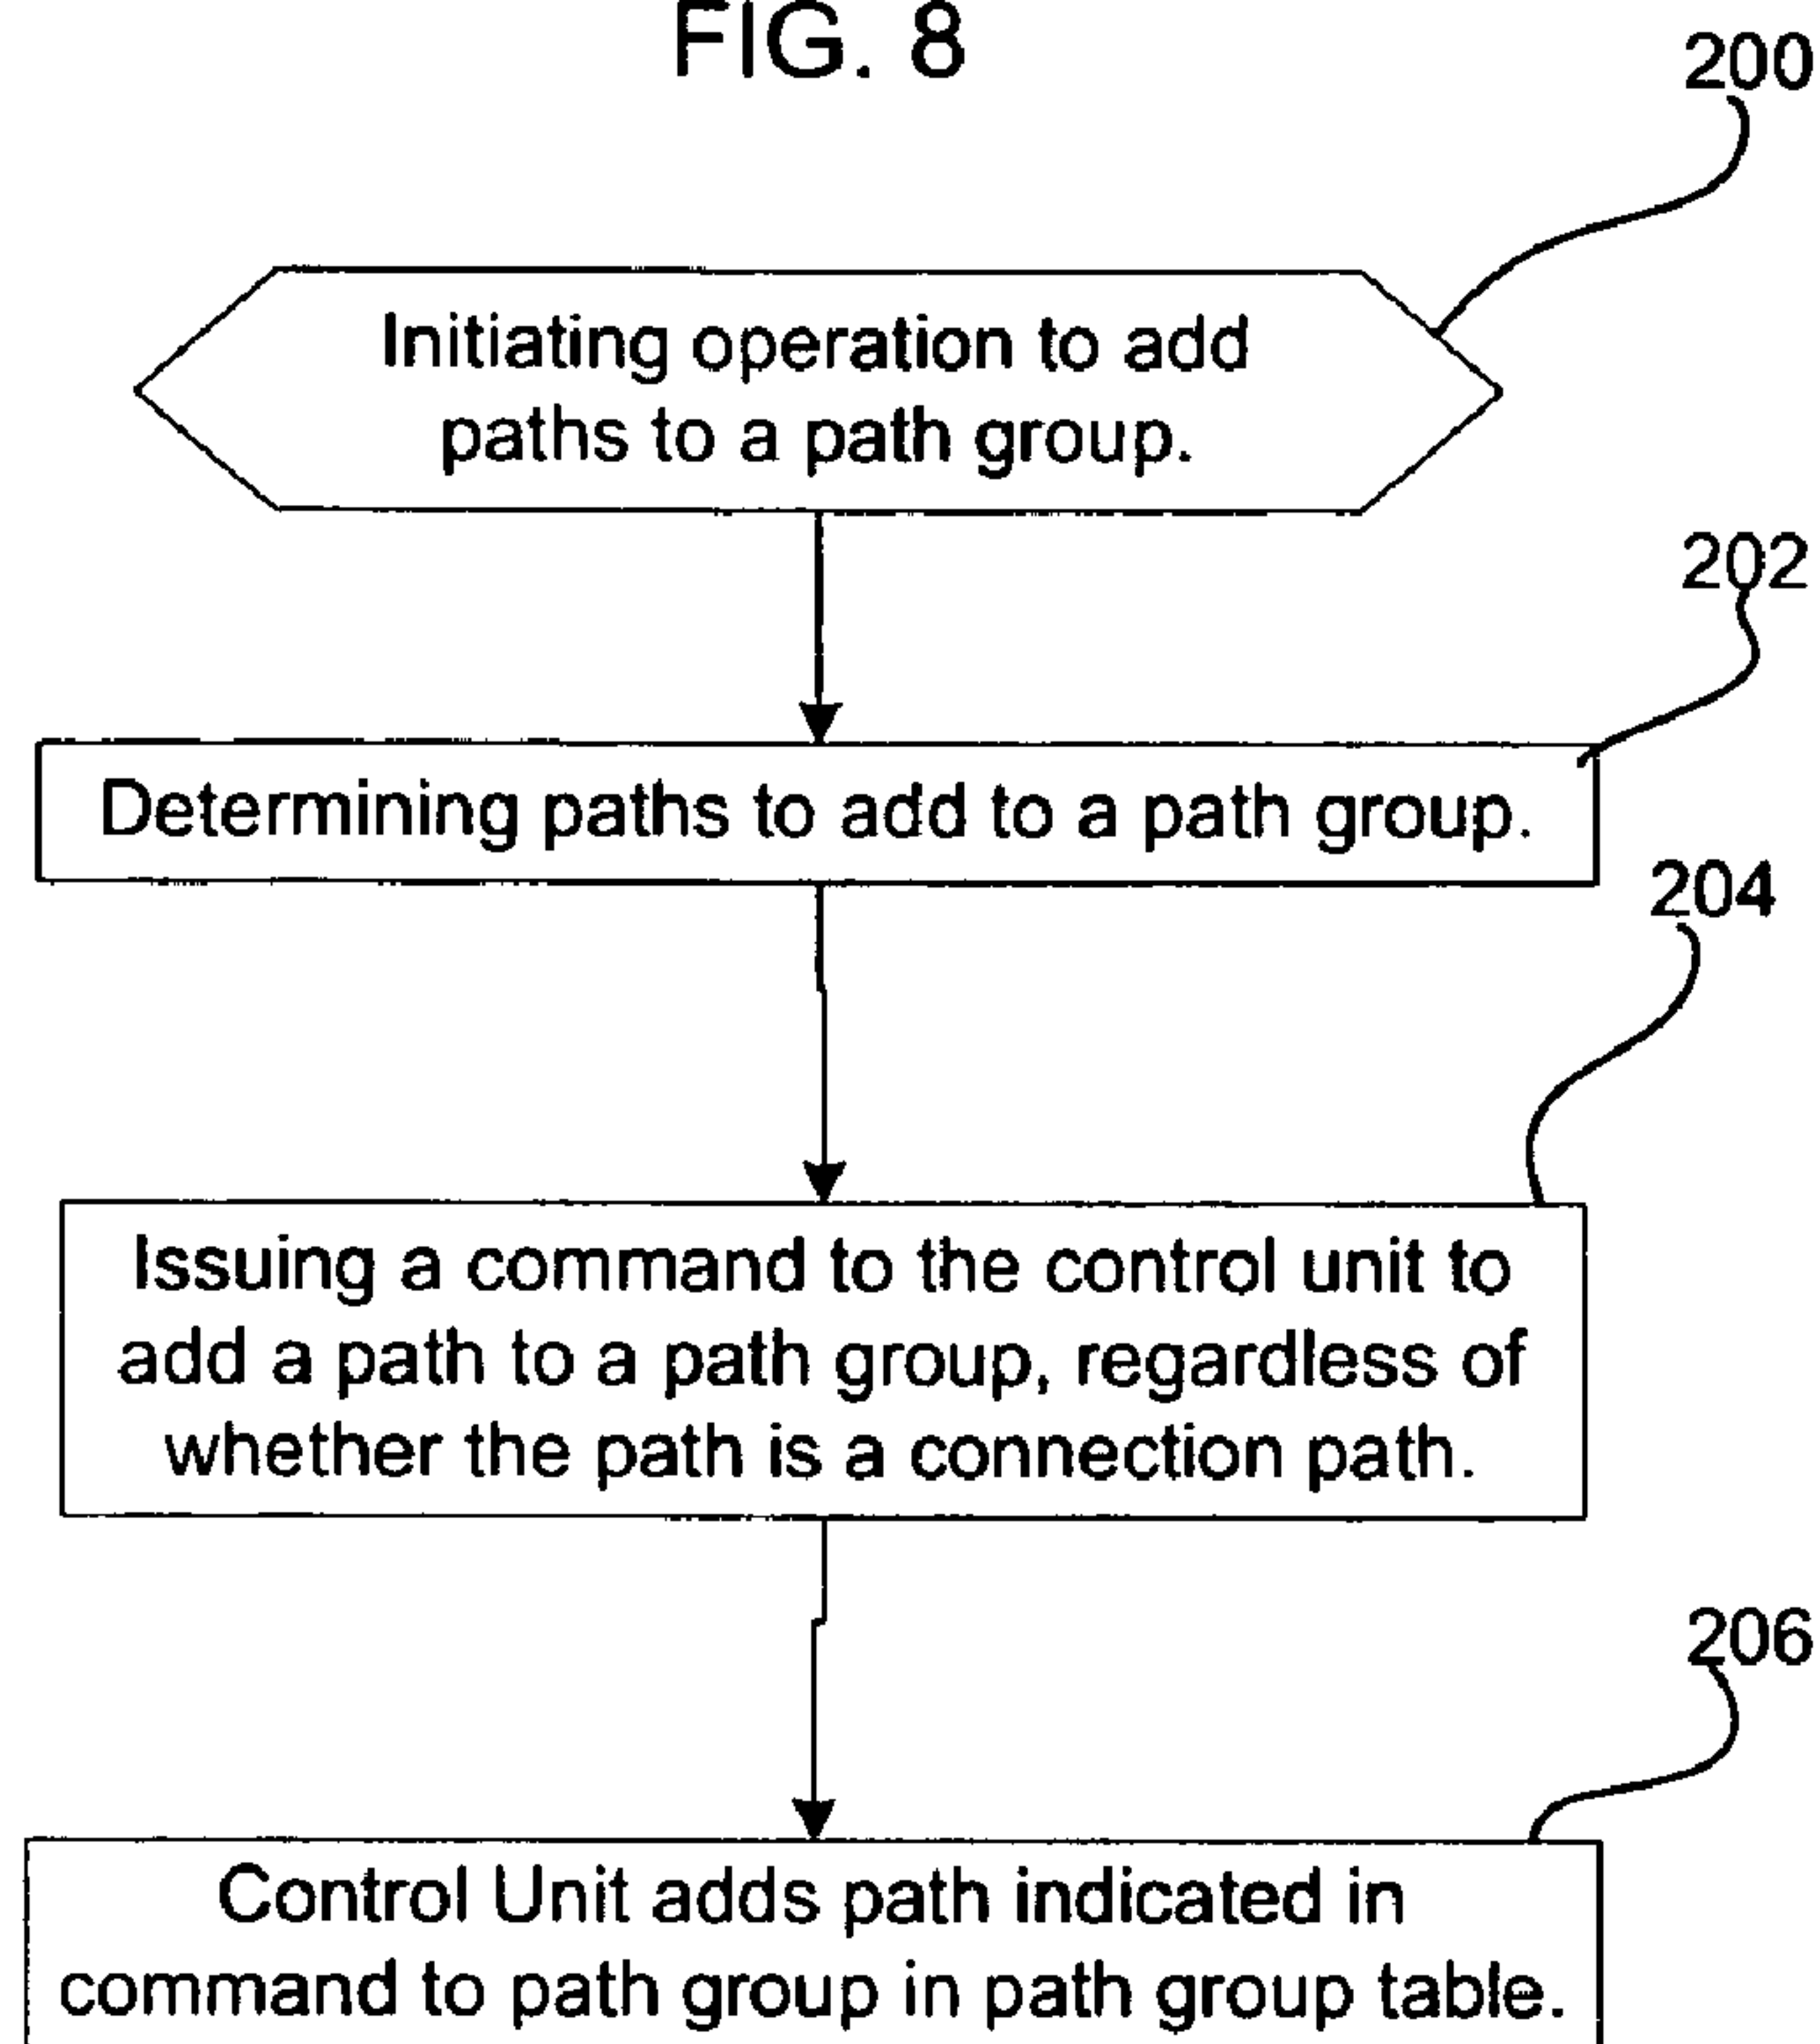 FIG. 8
200
Initiating operation to add
paths to a path group.
202
Determining paths to add to a path group.
204
Issuing a command to the control unit to
add a path to a path group, regardless of
whether the path is a connection path.
206
Control Unit adds path indicated in
command to path group in path group table.